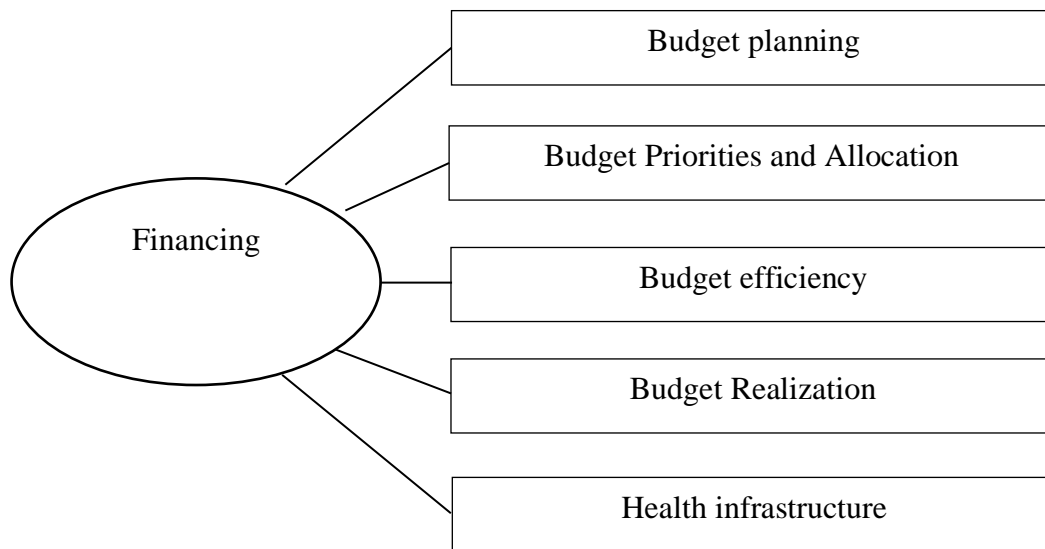 Budget planning
Budget Priorities and Allocation
Financing
Budget efficiency
Budget Realization
Health infrastructure